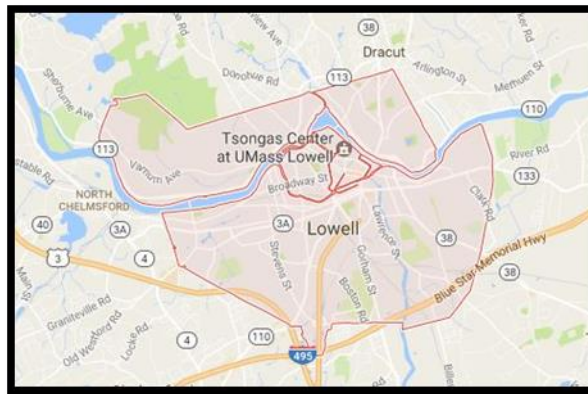 38
Dracut
Arlington St
Methuen St
Donohue Rd
113
Sherburne Ave
110
Tsongas Center
at UMass Lowell
113
Varnum Ave
Broadway St
River Rd
133
Clark Rd
NORTH
CHELMSFORD
stable Rd
40
3A
3A
Lowell
Lawrence St
38
3
4
Stevens St
Gorham St
Boston Rd
Blue Star Memorial Hwy
38
Main St
Graniteville Rd
Old Westford Rd
Locke Rd
4
110
495